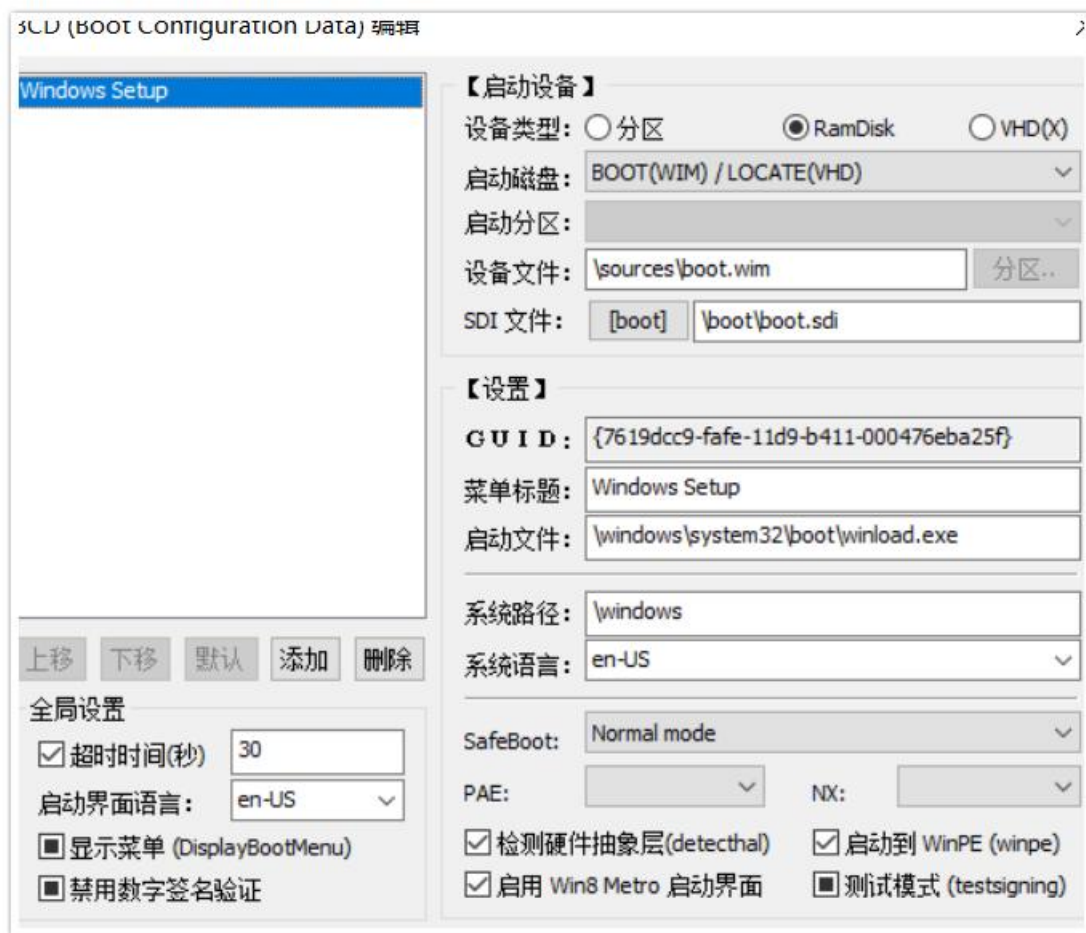 BCD (Boot Configuration Data) 编辑
Windows Setup
上移 下移 默认 添加 删除
全局设置
超时时间(秒) 30
启动界面语言: en-US
显示菜单 (DisplayBootMenu)
禁用数字签名验证
【启动设备】
设备类型: 分区 RamDisk VHD(X)
启动磁盘: BOOT(WIM) / LOCATE(VHD)
启动分区:
设备文件: \sources\boot.wim 分区..
SDI 文件: [boot] \boot\boot.sdi
【设置】
GUID: {7619dcc9-fafe-11d9-b411-000476eba25f}
菜单标题: Windows Setup
启动文件: \windows\system32\boot\winload.exe
系统路径: \windows
系统语言: en-US
SafeBoot: Normal mode
PAE: NX:
检测硬件抽象层(detecthal) 启动到 WinPE (winpe)
启用 Win8 Metro 启动界面 测试模式 (testsigning)